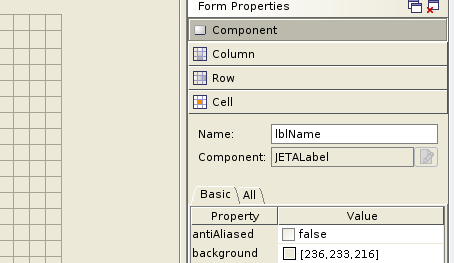 Form Properties
Component
Column
Row
Cell
Name: lblName
Component: JETALabel
Basic All
Property Value
antiAliased false
background [236,233,216]